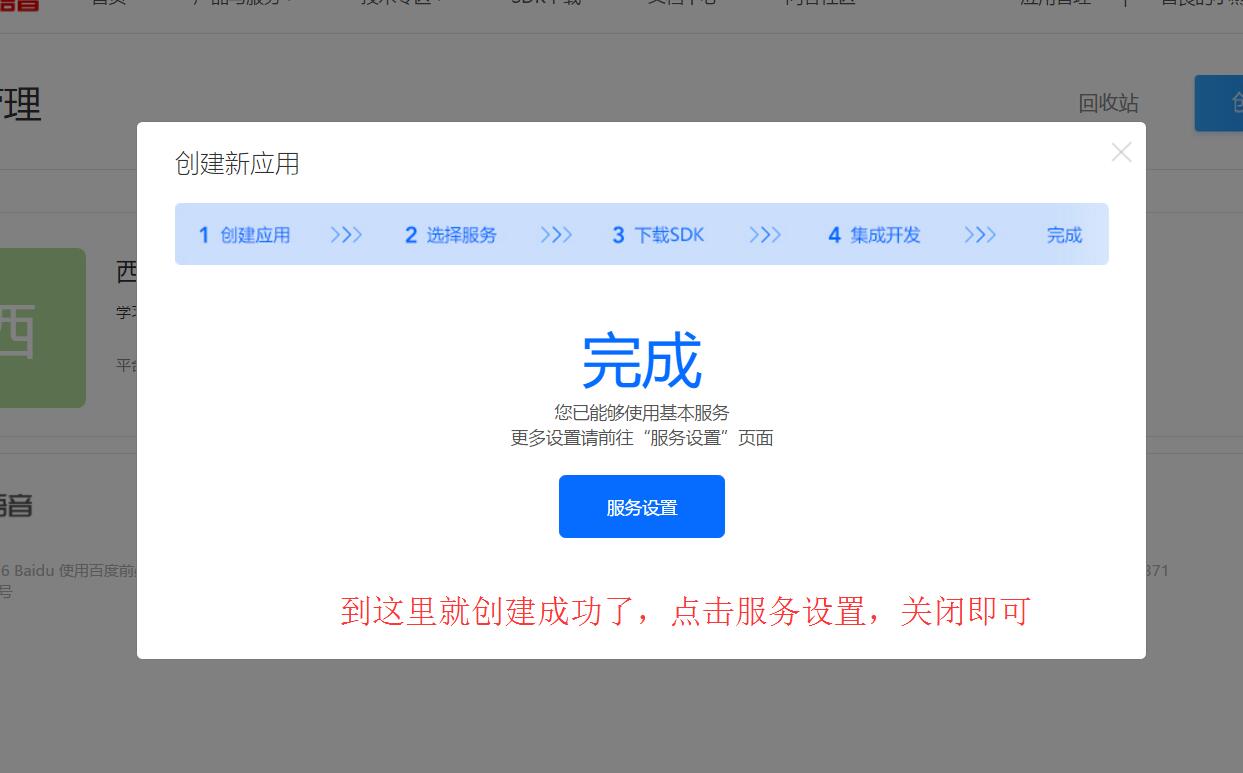 管理
回收站
创建新应用
1 创建应用 >>> 2 选择服务 >>> 3 下载SDK >>> 4 集成开发 >>> 完成
西
西
完成
您已能够使用基本服务
更多设置请前往“服务设置”页面
服务设置
语音
6 Baidu 使用百度前
号
371
到这里就创建成功了，点击服务设置，关闭即可